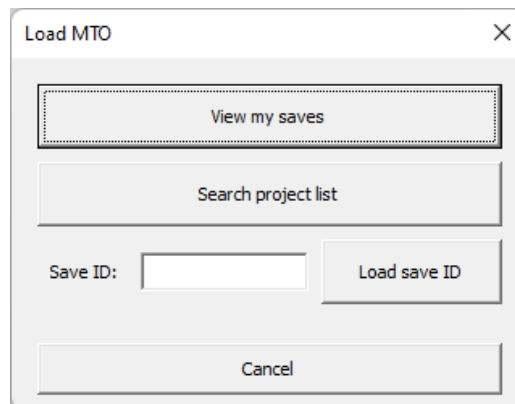 Load MTO
View my saves
Search project list
Save ID:
Load save ID
Cancel